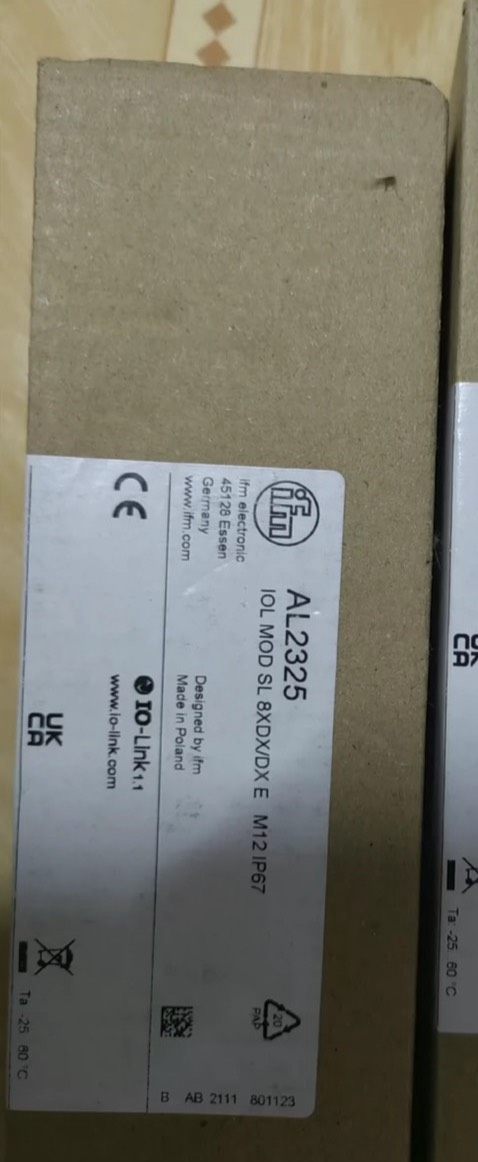 ifm
AL2325
IOL MOD SL 8XDX/DX E M12 IP67
ifm electronic
45128 Essen
Germany
www.ifm.com
Designed by ifm
Made in Poland
20
PAP
B AB 2111 801123
CE
IO-Link 1.1
www.io-link.com
UK
CA
Ta: -25..60 °C
UK
CA
Ta: -25..60 °C